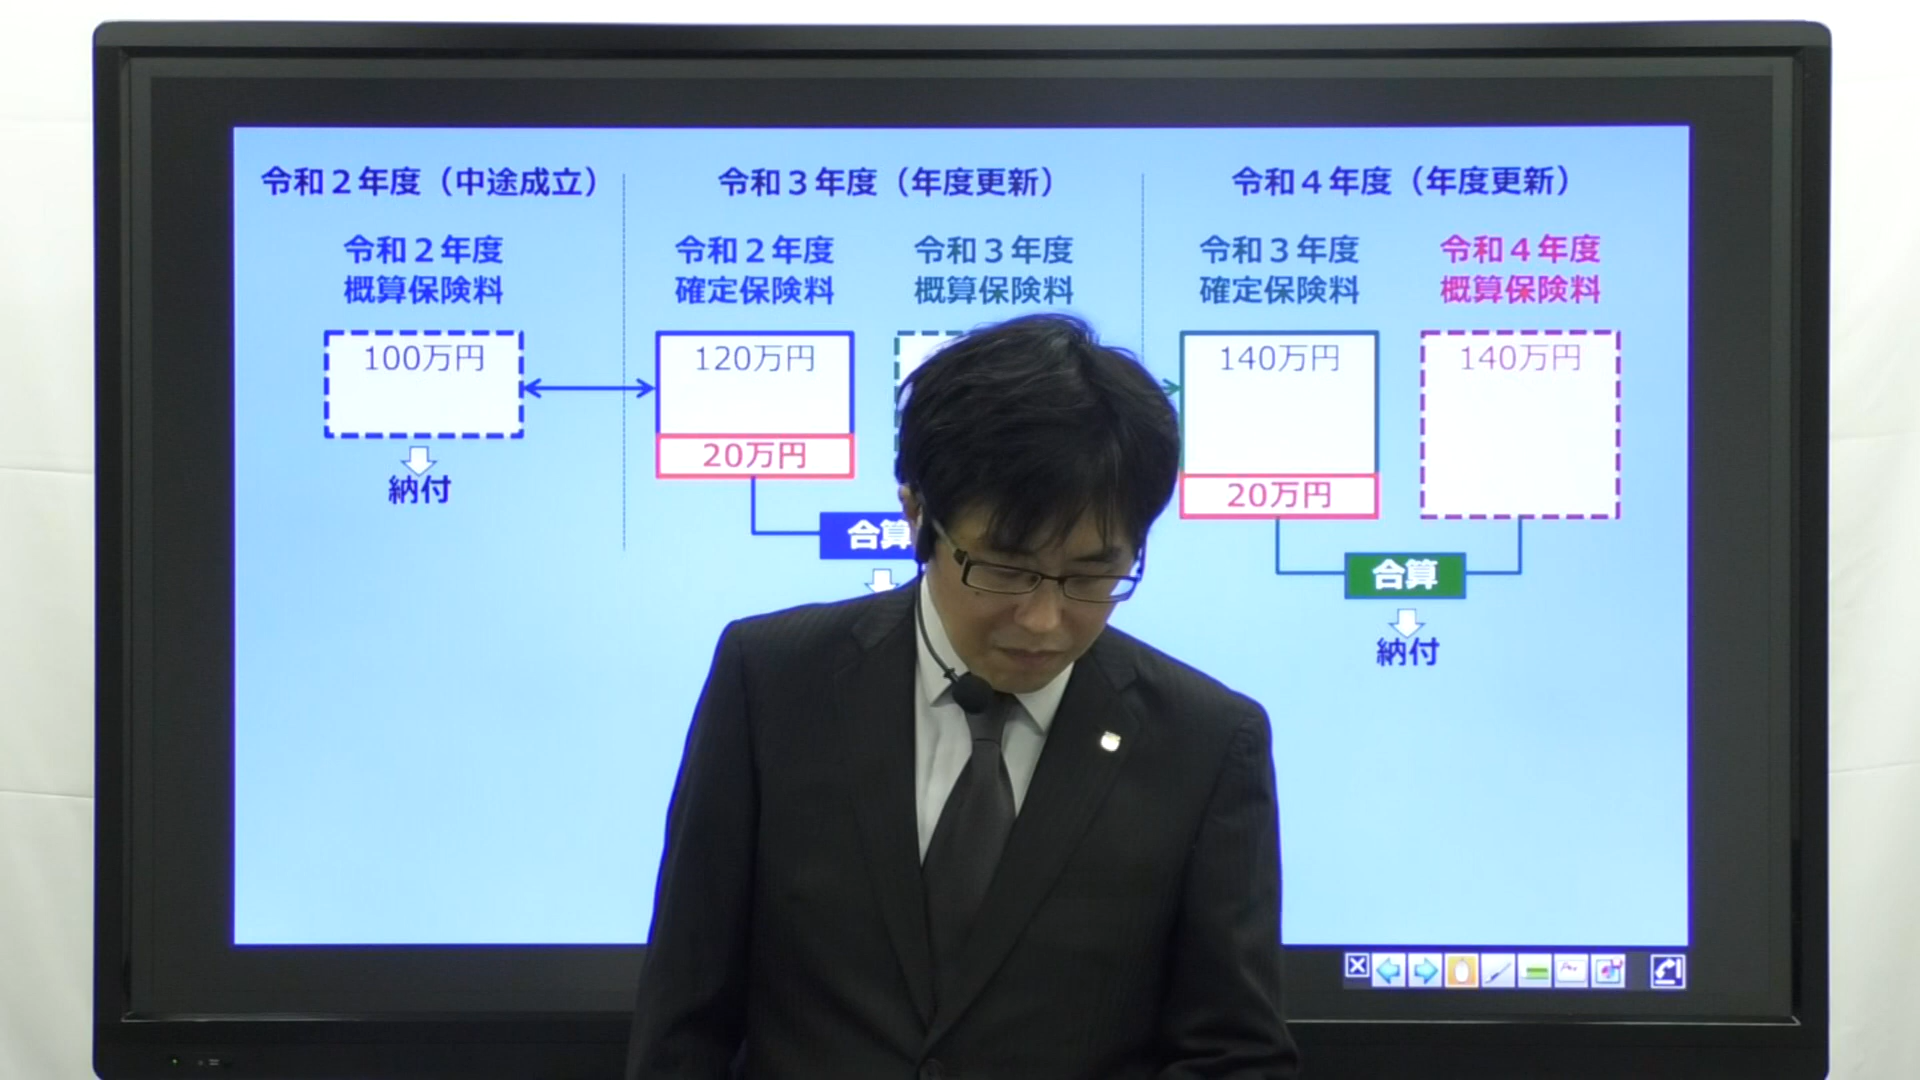 令和２年度（中途成立）
令和３年度（年度更新）
令和４年度（年度更新）
令和２年度
概算保険料
令和２年度
確定保険料
令和３年度
概算保険料
令和３年度
確定保険料
令和４年度
概算保険料
100万円
120万円
140万円
140万円
20万円
20万円
納付
合算
合算
納付